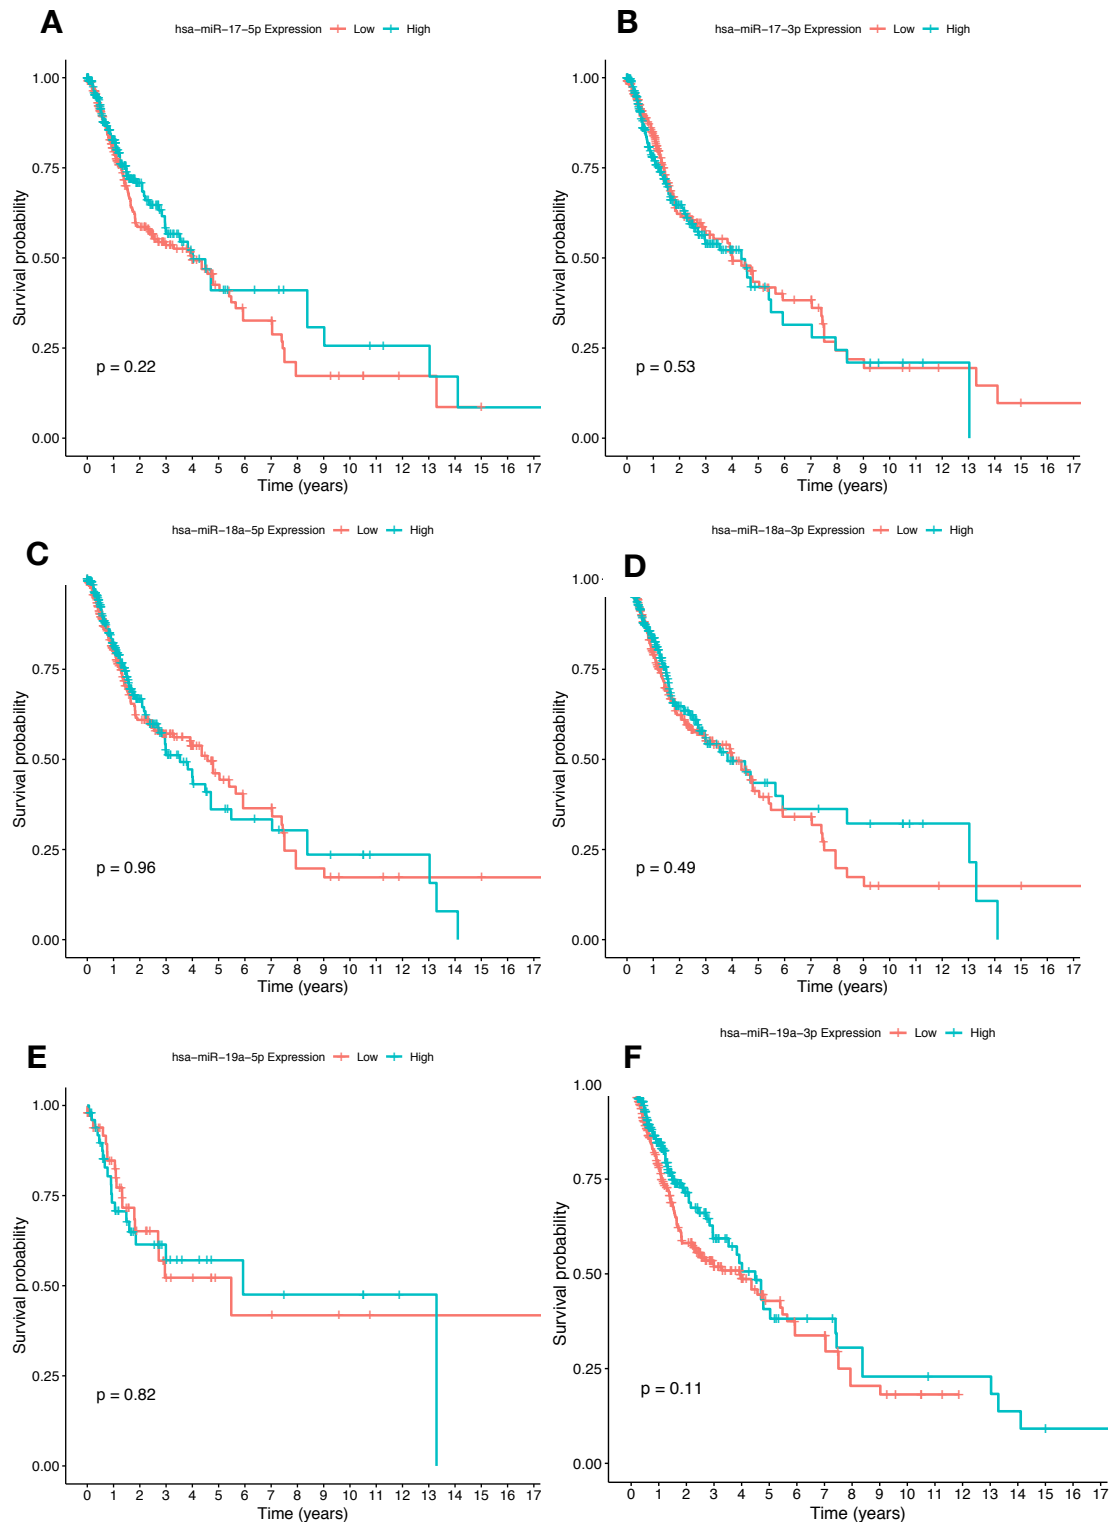 A
hsa-miR-17-5p Expression Low High
1.00
0.75
0.50
0.25
0.00
Survival probability
p = 0.22
0 1 2 3 4 5 6 7 8 9 10 11 12 13 14 15 16 17
Time (years)
B
hsa-miR-17-3p Expression Low High
1.00
0.75
0.50
0.25
0.00
Survival probability
p = 0.53
0 1 2 3 4 5 6 7 8 9 10 11 12 13 14 15 16 17
Time (years)
C
hsa-miR-18a-5p Expression Low High
0.75
0.50
0.25
0.00
Survival probability
p = 0.96
0 1 2 3 4 5 6 7 8 9 10 11 12 13 14 15 16 17
Time (years)
D
hsa-miR-18a-3p Expression Low High
1.00
0.75
0.50
0.25
0.00
Survival probability
p = 0.49
0 1 2 3 4 5 6 7 8 9 10 11 12 13 14 15 16 17
Time (years)
E
hsa-miR-19a-5p Expression Low High
1.00
0.75
0.50
0.25
0.00
Survival probability
p = 0.82
0 1 2 3 4 5 6 7 8 9 10 11 12 13 14 15 16 17
Time (years)
F
hsa-miR-19a-3p Expression Low High
1.00
0.75
0.50
0.25
0.00
Survival probability
p = 0.11
0 1 2 3 4 5 6 7 8 9 10 11 12 13 14 15 16 17
Time (years)